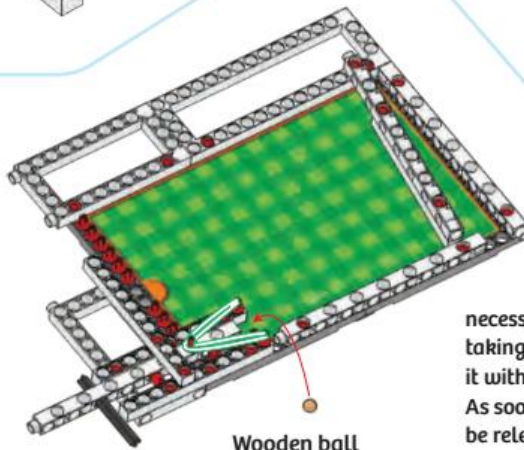 necess
taking
it with
As soo
be rele
Wooden ball